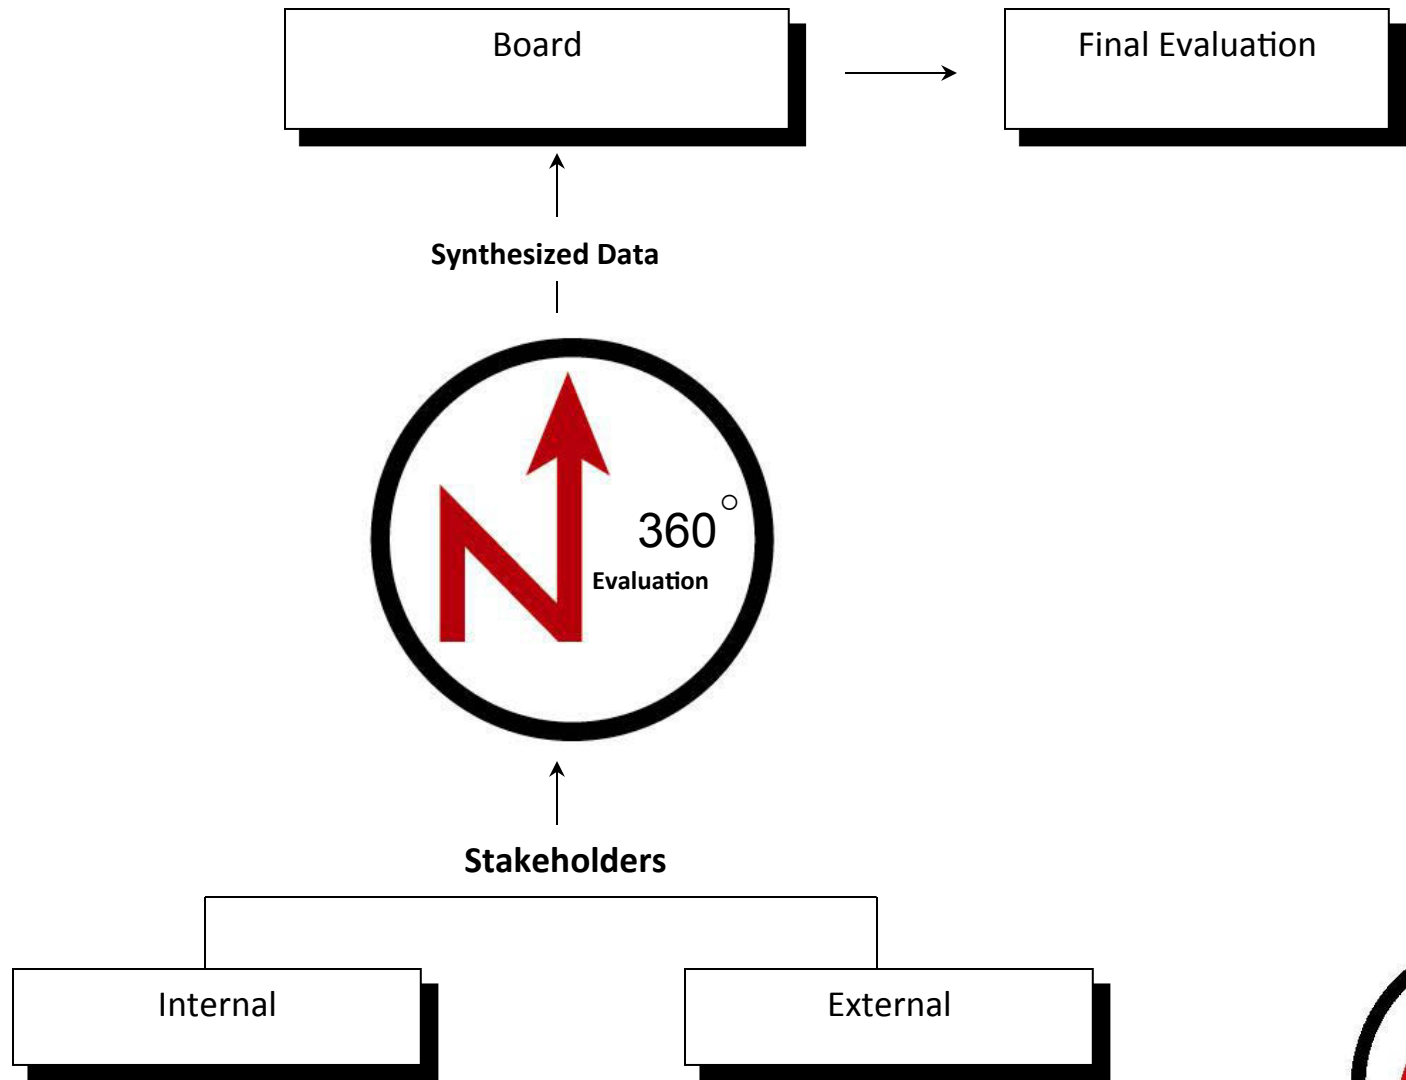 Board
Final Evaluation
Synthesized Data
N
360°
Evaluation
Stakeholders
Internal
External